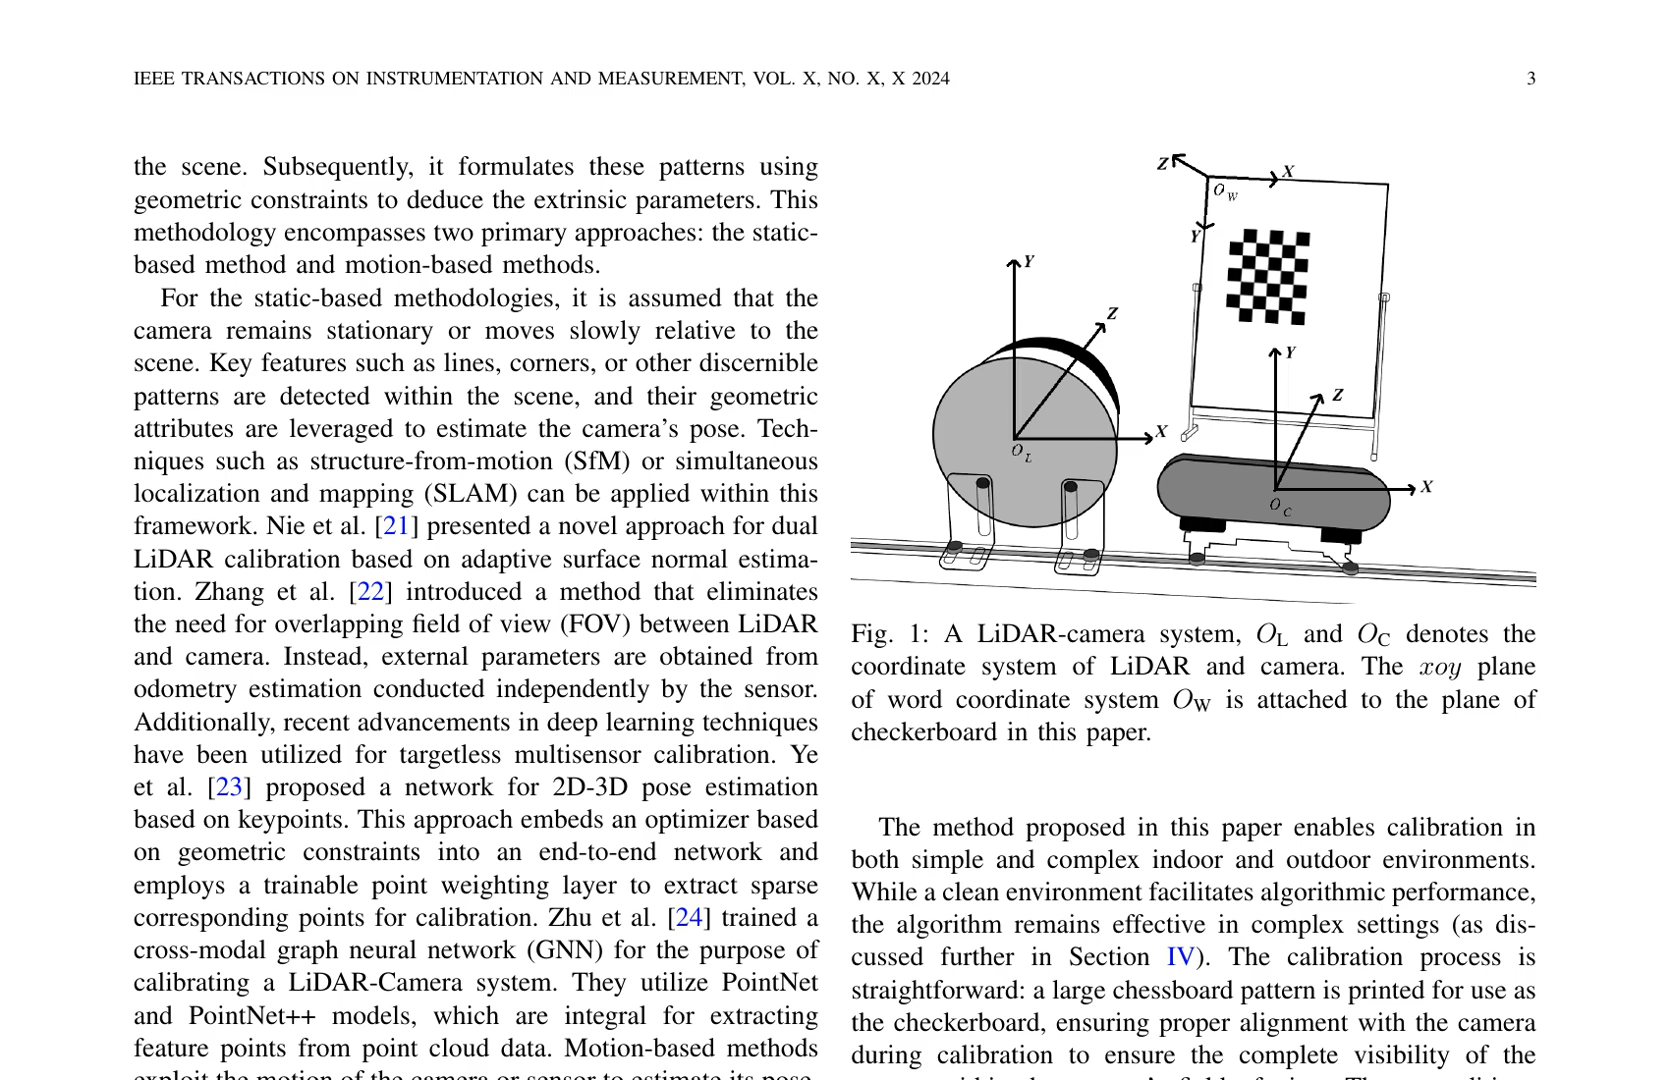 IEEE TRANSACTIONS ON INSTRUMENTATION AND MEASUREMENT, VOL. X, NO. X, X 2024
3
the scene. Subsequently, it formulates these patterns using
geometric constraints to deduce the extrinsic parameters. This
methodology encompasses two primary approaches: the static-
based method and motion-based methods.
For the static-based methodologies, it is assumed that the
camera remains stationary or moves slowly relative to the
scene. Key features such as lines, corners, or other discernible
patterns are detected within the scene, and their geometric
attributes are leveraged to estimate the camera's pose. Tech-
niques such as structure-from-motion (SfM) or simultaneous
localization and mapping (SLAM) can be applied within this
framework. Nie et al. [21] presented a novel approach for dual
LiDAR calibration based on adaptive surface normal estima-
tion. Zhang et al. [22] introduced a method that eliminates
the need for overlapping field of view (FOV) between LiDAR
and camera. Instead, external parameters are obtained from
odometry estimation conducted independently by the sensor.
Additionally, recent advancements in deep learning techniques
have been utilized for targetless multisensor calibration. Ye
et al. [23] proposed a network for 2D-3D pose estimation
based on keypoints. This approach embeds an optimizer based
on geometric constraints into an end-to-end network and
employs a trainable point weighting layer to extract sparse
corresponding points for calibration. Zhu et al. [24] trained a
cross-modal graph neural network (GNN) for the purpose of
calibrating a LiDAR-Camera system. They utilize PointNet
and PointNet++ models, which are integral for extracting
feature points from point cloud data. Motion-based methods
exploit the motion of the camera or sensor to estimate its pose.
Z
X
O W
Y
Y
Z
X
O L
Y
Z
X
O C
Fig. 1: A LiDAR-camera system, OL and OC denotes the
coordinate system of LiDAR and camera. The xoy plane
of word coordinate system OW is attached to the plane of
checkerboard in this paper.
The method proposed in this paper enables calibration in
both simple and complex indoor and outdoor environments.
While a clean environment facilitates algorithmic performance,
the algorithm remains effective in complex settings (as dis-
cussed further in Section IV). The calibration process is
straightforward: a large chessboard pattern is printed for use as
the checkerboard, ensuring proper alignment with the camera
during calibration to ensure the complete visibility of the